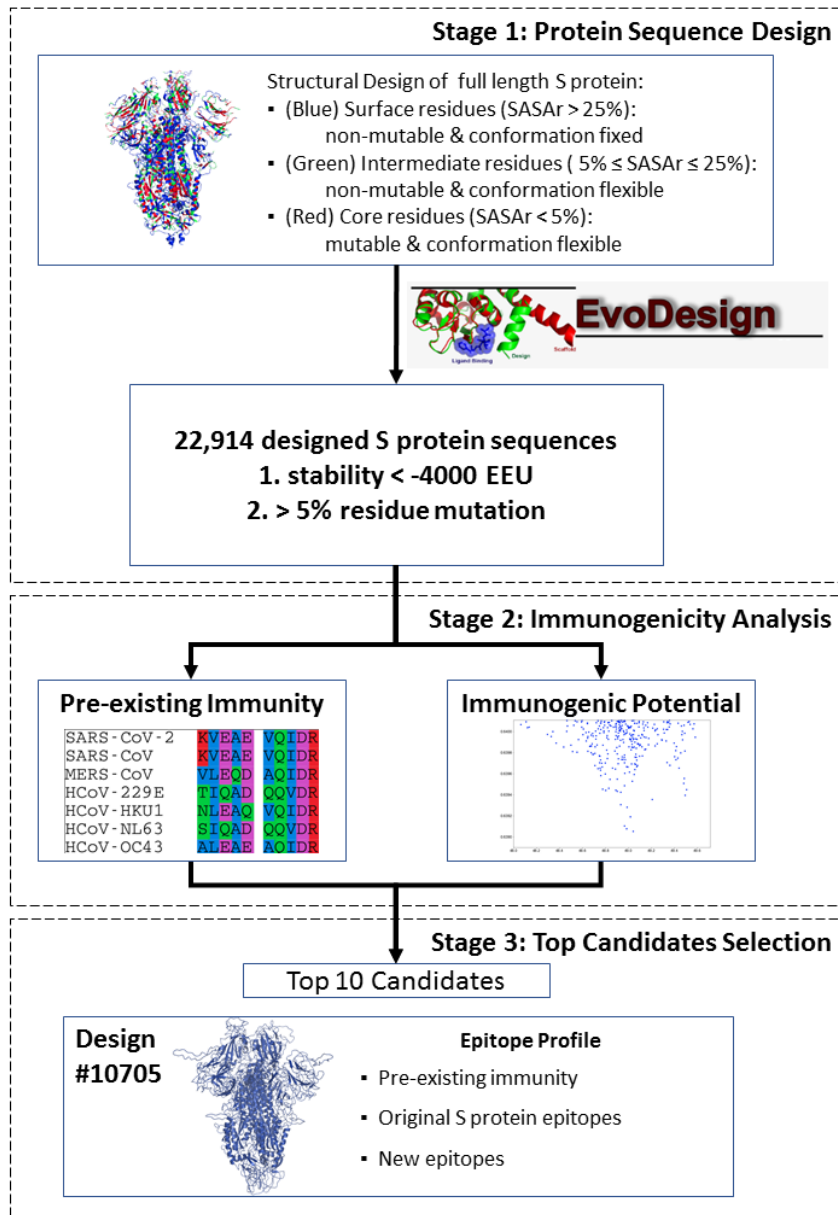 Stage 1: Protein Sequence Design
Structural Design of full length S protein:
▪ (Blue) Surface residues (SASAr > 25%):
non-mutable & conformation fixed
▪ (Green) Intermediate residues ( 5% ≤ SASAr ≤ 25%):
non-mutable & conformation flexible
▪ (Red) Core residues (SASAr < 5%):
mutable & conformation flexible
EvoDesign
Ligand-Binding
Design
Scaffold
22,914 designed S protein sequences
1. stability < -4000 EEU
2. > 5% residue mutation
Stage 2: Immunogenicity Analysis
Pre-existing Immunity
SARS-CoV-2 KVEAE VQIDR
SARS-CoV KVEAE VQIDR
MERS-CoV VLEQD AQIDR
HCoV-229E TIQAD QQVDR
HCoV-HKU1 NLEAQ VQIDR
HCoV-NL63 SIQAD QQVDR
HCoV-OC43 ALEAE AQIDR
Immunogenic Potential
Stage 3: Top Candidates Selection
Top 10 Candidates
Design
#10705
Epitope Profile
▪ Pre-existing immunity
▪ Original S protein epitopes
▪ New epitopes